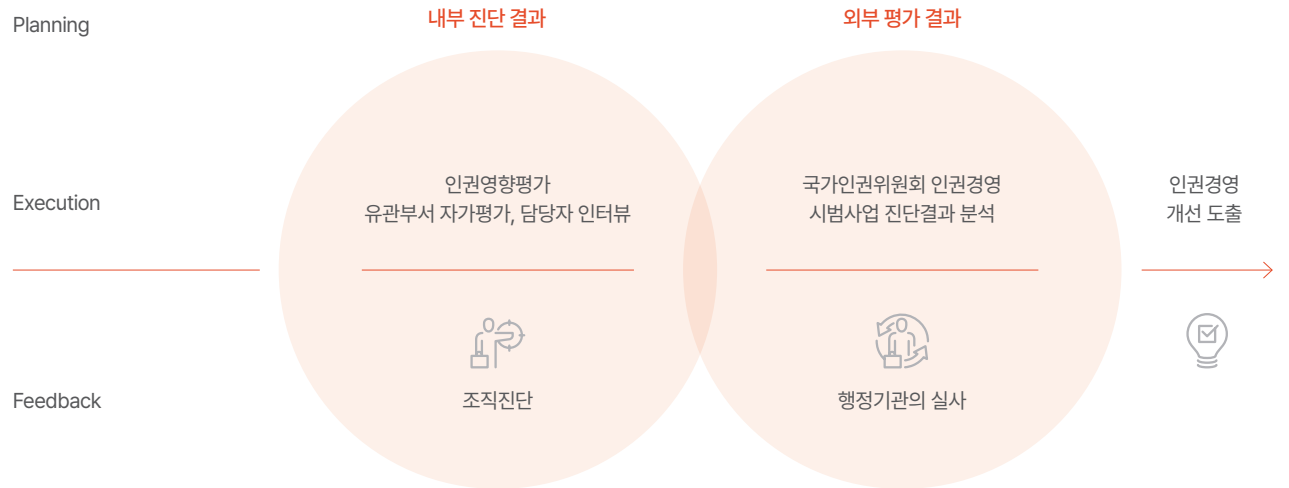 Planning
내부 진단 결과
외부 평가 결과
Execution
인권영향평가
유관부서 자가평가, 담당자 인터뷰
국가인권위원회 인권경영
시범사업 진단결과 분석
인권경영
개선 도출
Feedback
조직진단
행정기관의 실사